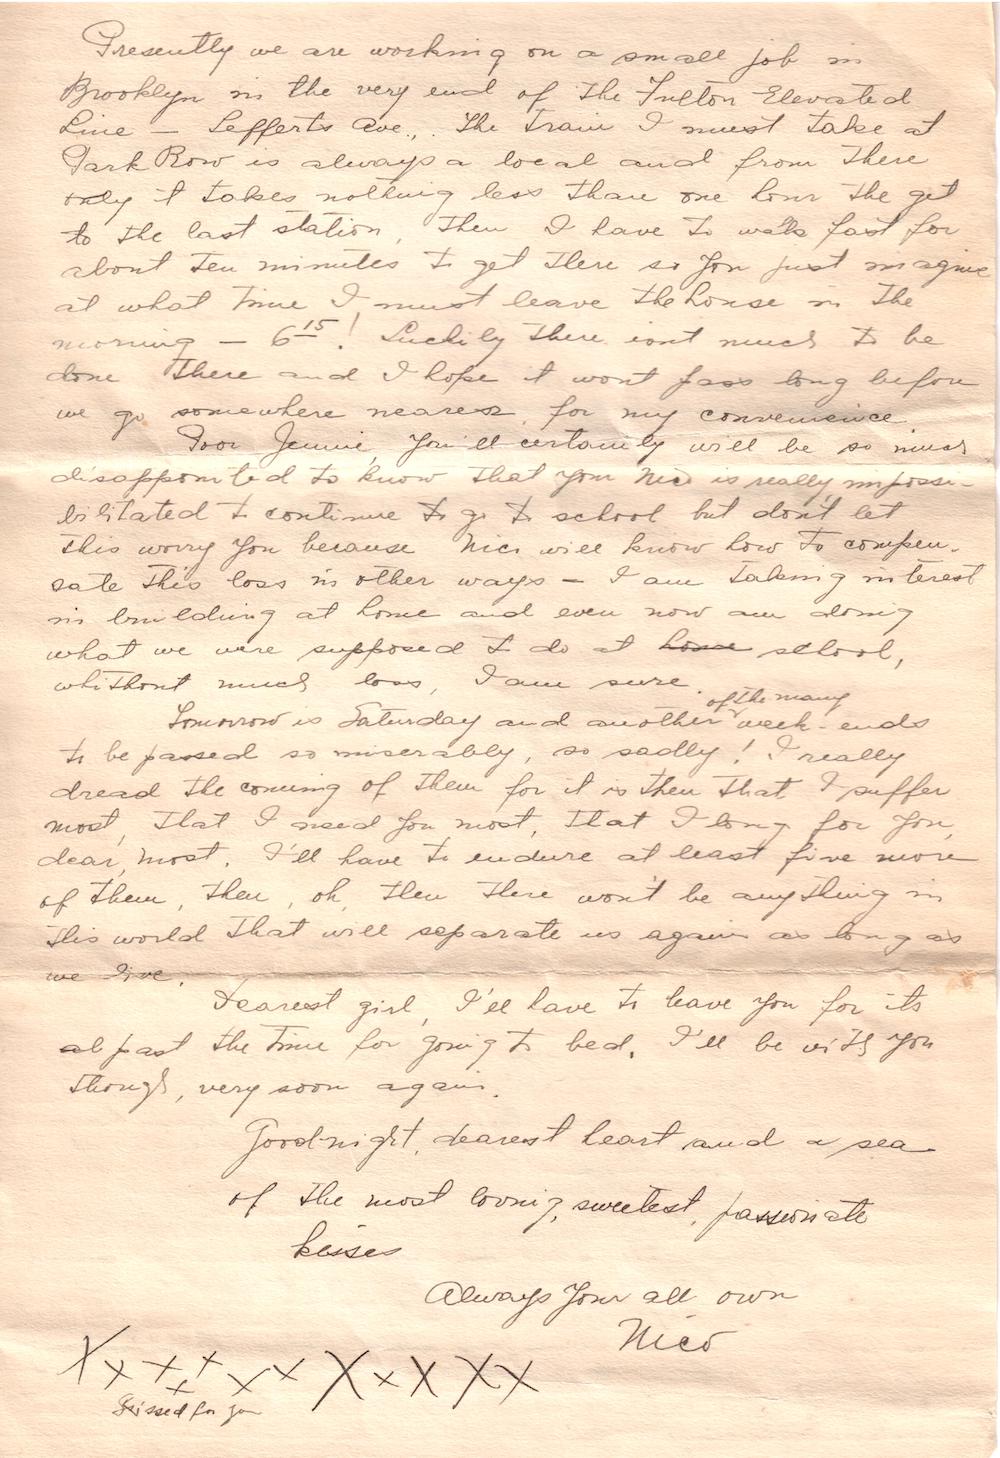 Presently we are working on a small job in
Brooklyn in the very end of the Fulton Elevated
Line — Lefferts Ave.. The train I must take at
Park Row is always a local and from there
only it takes nothing less than one hour the get
to the last station, then I have to walk fast for
about ten minutes to get there so you just imagine
at what time I must leave the house in the
morning — 6 15! Luckily there isnt much to be
done there and I hope it wont pass long before
we go somewhere nearer for my convenience.
Poor Jennie, you'll certainly will be so much
disappointed to know that your Nico is really impossi-
bilitated to continue to go to school but don't let
this worry you because Nico will know how to compen-
sate this loss in other ways — I am taking interest
in building at home and even now am doing
what we were supposed to do at home school,
whithout much loss, I am sure.
Tomorrow is Saturday and another of the many week-ends
to be passed so miserably, so sadly! I really
dread the coming of them for it is then that I suffer
most, that I need you most, that I long for you,
dear, most. I'll have to endure at least five more
of them, then, oh, then there won't be anything in
this world that will separate us again as long as
we live.
Dearest girl, I'll have to leave you for its
al past the time for going to bed. I'll be with you
though, very soon again.
Good-night, dearest heart and a sea
of the most loving, sweetest, passionate
kisses
Always your all own
Nico
X x x x x x x X x X X X
Kissed for you